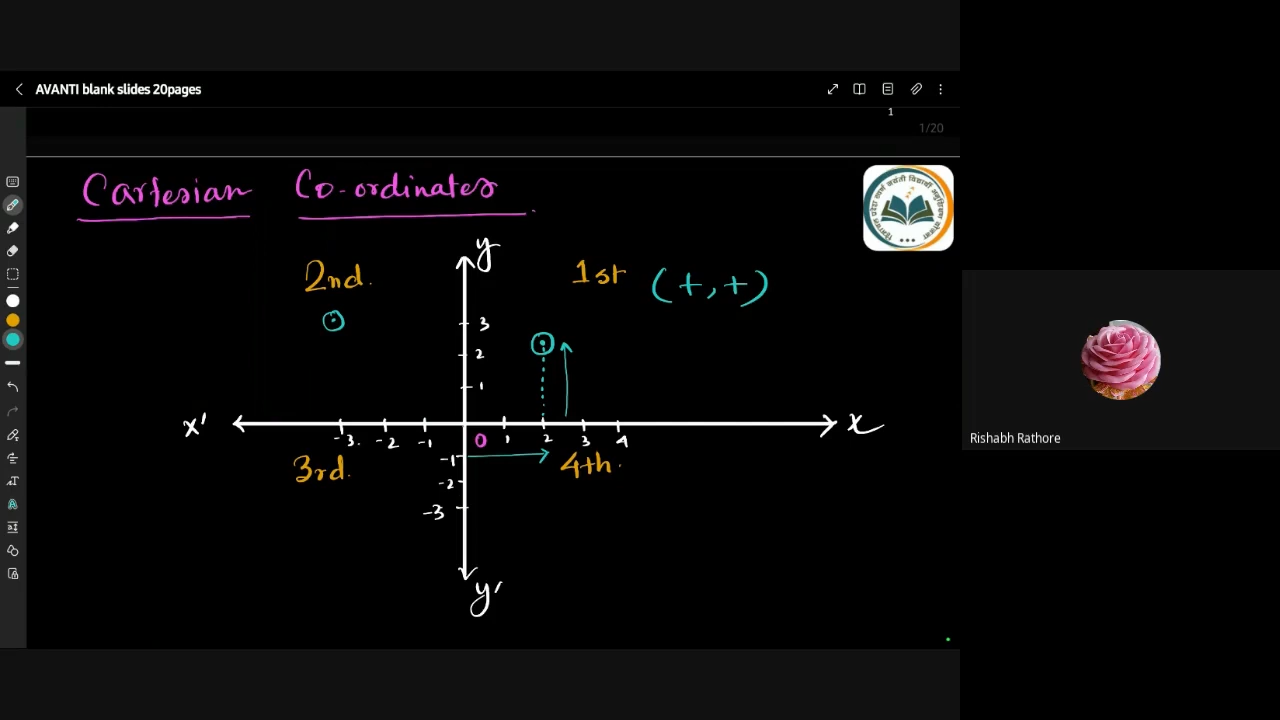 AVANTI blank slides 20pages
1
1/20
Cartesian Co-ordinates
y
2nd. 1st (+,+)
3
2
1
x' x
-3. -2 -1 0 1 2 3 4
-1
3rd. 4th.
-2
-3
y'
Rishabh Rathore